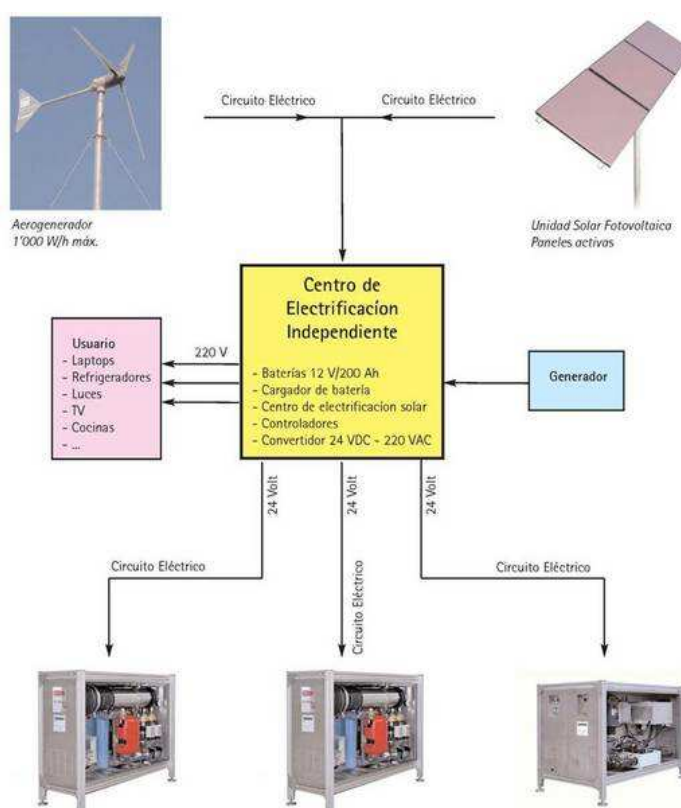 Circuito Eléctrico
Circuito Eléctrico
Aerogenerador
1'000 W/h máx.
Unidad Solar Fotovoltaica
Paneles activas
Centro de
Electrificacíon
Independiente
- Baterías 12 V/200 Ah
- Cargador de batería
- Centro de electrificacion solar
- Controladores
- Convertidor 24 VDC - 220 VAC
Usuario
- Laptops
- Refrigeradores
- Luces
- TV
- Cocinas
- ...
220 V
Generador
24 Volt
24 Volt
24 Volt
Circuito Eléctrico
Circuito Eléctrico
Circuito Eléctrico